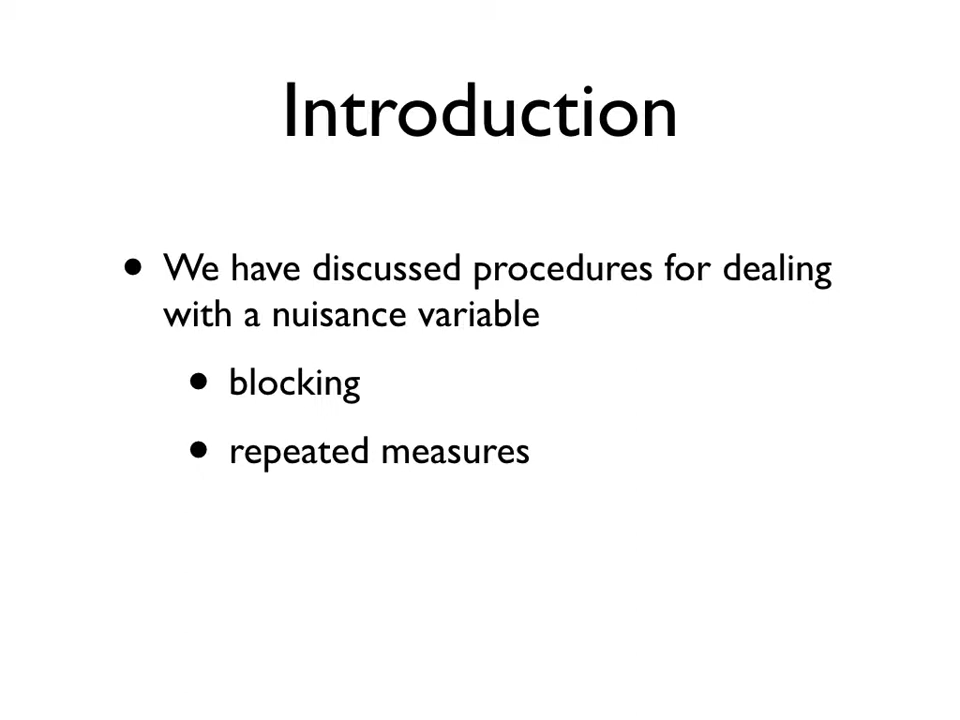 Introduction
• We have discussed procedures for dealing
with a nuisance variable
• blocking
• repeated measures